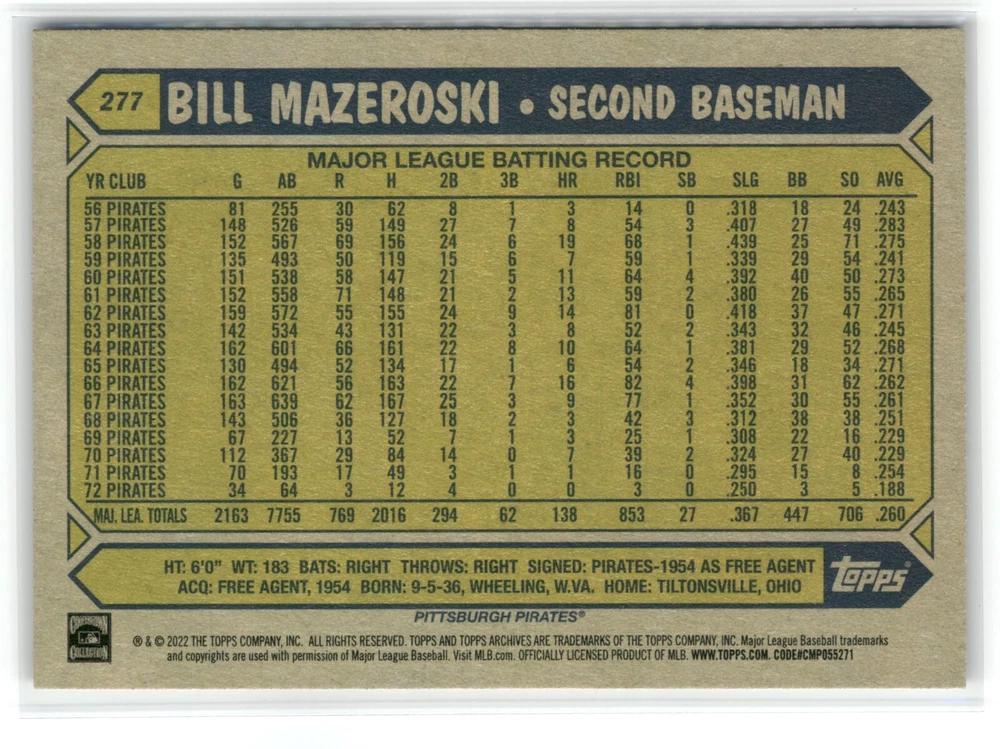 277 BILL MAZEROSKI • SECOND BASEMAN
MAJOR LEAGUE BATTING RECORD
YR CLUB G AB R H 2B 3B HR RBI SB SLG BB SO AVG
56 PIRATES 81 255 30 62 8 1 3 14 0 .318 18 24 .243
57 PIRATES 148 526 59 149 27 7 8 54 3 .407 27 49 .283
58 PIRATES 152 567 69 156 24 6 19 68 1 .439 25 71 .275
59 PIRATES 135 493 50 119 15 6 7 59 1 .339 29 54 .241
60 PIRATES 151 538 58 147 21 5 11 64 4 .392 40 50 .273
61 PIRATES 152 558 71 148 21 2 13 59 2 .380 26 55 .265
62 PIRATES 159 572 55 155 24 9 14 81 0 .418 37 47 .271
63 PIRATES 142 534 43 131 22 3 8 52 2 .343 32 46 .245
64 PIRATES 162 601 66 161 22 8 10 64 1 .381 29 52 .268
65 PIRATES 130 494 52 134 17 1 6 54 2 .346 18 34 .271
66 PIRATES 162 621 56 163 22 7 16 82 4 .398 31 62 .262
67 PIRATES 163 639 62 167 25 3 9 77 1 .352 30 55 .261
68 PIRATES 143 506 36 127 18 2 3 42 3 .312 38 38 .251
69 PIRATES 67 227 13 52 7 1 3 25 1 .308 22 16 .229
70 PIRATES 112 367 29 84 14 0 7 39 2 .324 27 40 .229
71 PIRATES 70 193 17 49 3 1 1 16 0 .295 15 8 .254
72 PIRATES 34 64 3 12 4 0 0 3 0 .250 3 5 .188
MAJ. LEA. TOTALS 2163 7755 769 2016 294 62 138 853 27 .367 447 706 .260
HT: 6'0" WT: 183 BATS: RIGHT THROWS: RIGHT SIGNED: PIRATES-1954 AS FREE AGENT
ACQ: FREE AGENT, 1954 BORN: 9-5-36, WHEELING, W.VA. HOME: TILTONSVILLE, OHIO
topps®
PITTSBURGH PIRATES®
COOPERSTOWN COLLECTION
® & © 2022 THE TOPPS COMPANY, INC. ALL RIGHTS RESERVED. TOPPS AND TOPPS ARCHIVES ARE TRADEMARKS OF THE TOPPS COMPANY, INC. Major League Baseball trademarks
and copyrights are used with permission of Major League Baseball. Visit MLB.com. OFFICIALLY LICENSED PRODUCT OF MLB. WWW.TOPPS.COM. CODE#CMP055271